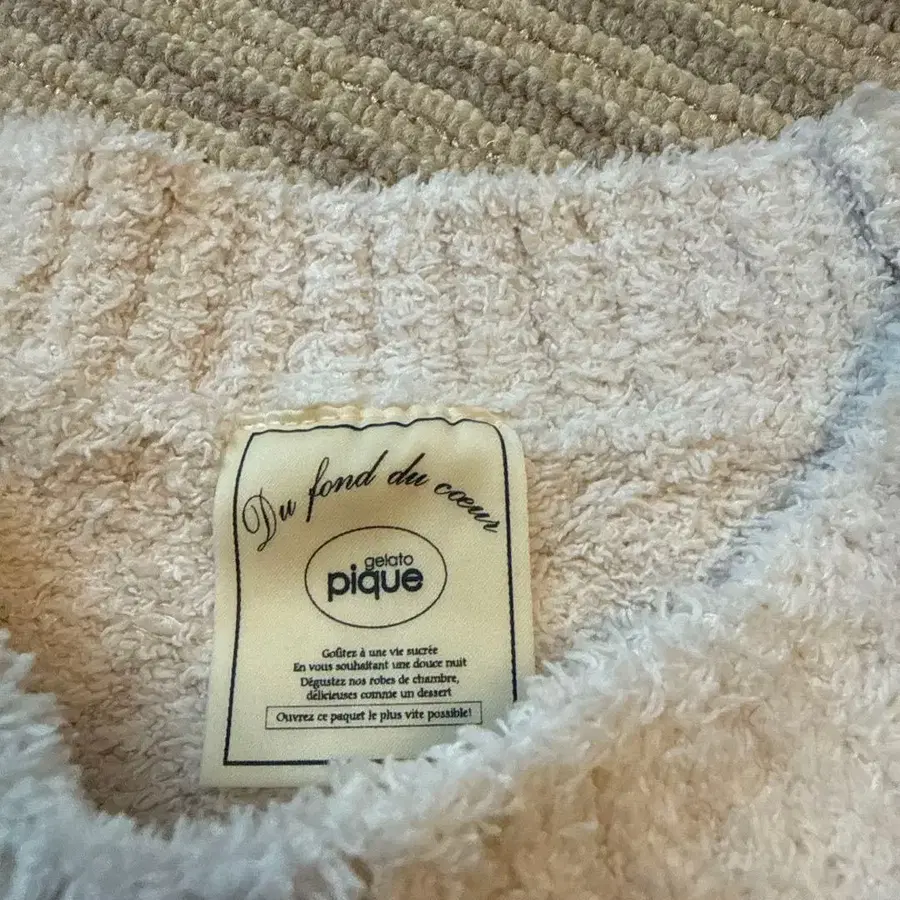 Du fond du cœur
gelato
pique
Goûtez à une vie sucrée
En vous souhaitant une douce nuit
Dégustez nos robes de chambre,
délicieuses comme un dessert
Ouvrez ce paquet le plus vite possible!